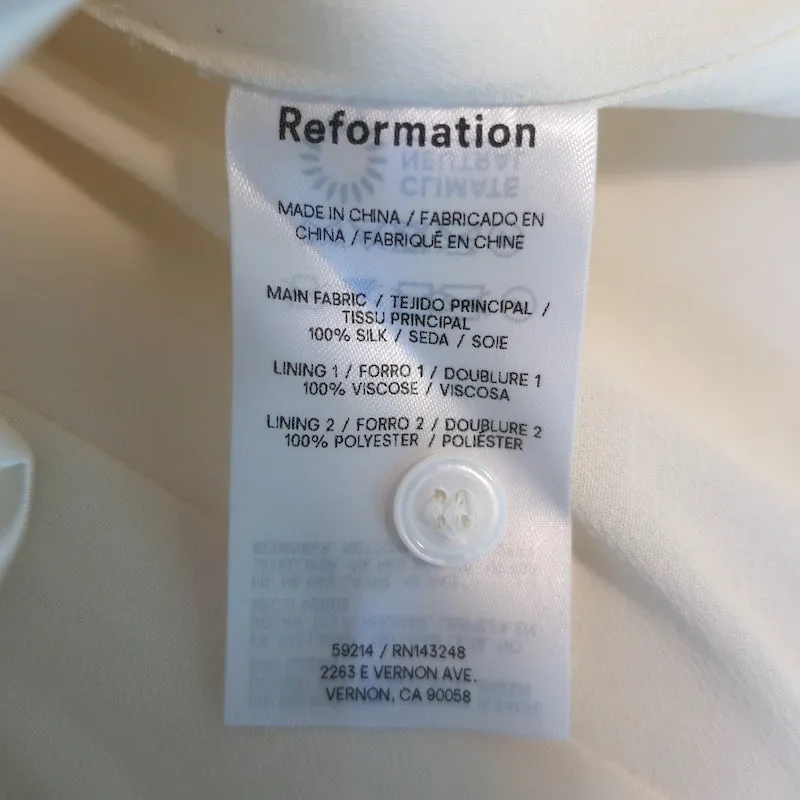 Reformation
MADE IN CHINA / FABRICADO EN
CHINA / FABRIQUÉ EN CHINE
MAIN FABRIC / TEJIDO PRINCIPAL /
TISSU PRINCIPAL
100% SILK / SEDA / SOIE
LINING 1 / FORRO 1 / DOUBLURE 1
100% VISCOSE / VISCOSA
LINING 2 / FORRO 2 / DOUBLURE 2
100% POLYESTER / POLIÉSTER
59214 / RN143248
2263 E VERNON AVE.
VERNON, CA 90058
CLIMATE
NEUTRAL